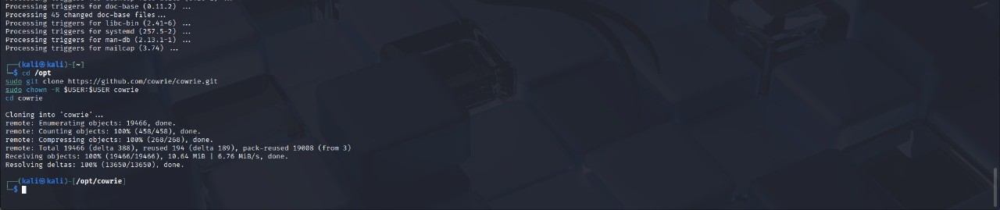 Processing triggers for doc-base (0.11.2) ...
Processing 45 changed doc-base files...
Processing triggers for libc-bin (2.41-6) ...
Processing triggers for systemd (257.5-2) ...
Processing triggers for man-db (2.13.1-1) ...
Processing triggers for mailcap (3.74) ...
┌──(kali㉿kali)-[~]
└─$ cd /opt
sudo git clone https://github.com/cowrie/cowrie.git
sudo chown -R $USER:$USER cowrie
cd cowrie
Cloning into 'cowrie'...
remote: Enumerating objects: 19466, done.
remote: Counting objects: 100% (458/458), done.
remote: Compressing objects: 100% (268/268), done.
remote: Total 19466 (delta 388), reused 194 (delta 189), pack-reused 19008 (from 3)
Receiving objects: 100% (19466/19466), 10.64 MiB | 6.76 MiB/s, done.
Resolving deltas: 100% (13650/13650), done.
┌──(kali㉿kali)-[/opt/cowrie]
└─$